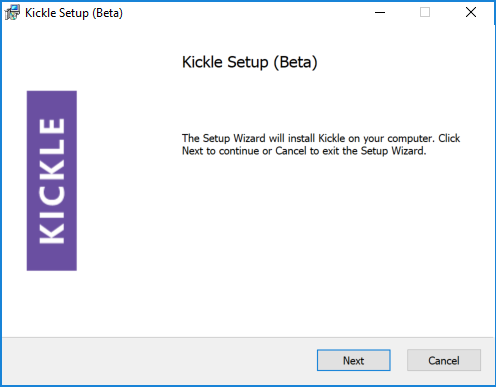 Kickle Setup (Beta)
Kickle Setup (Beta)
KICKLE
The Setup Wizard will install Kickle on your computer. Click
Next to continue or Cancel to exit the Setup Wizard.
Next
Cancel